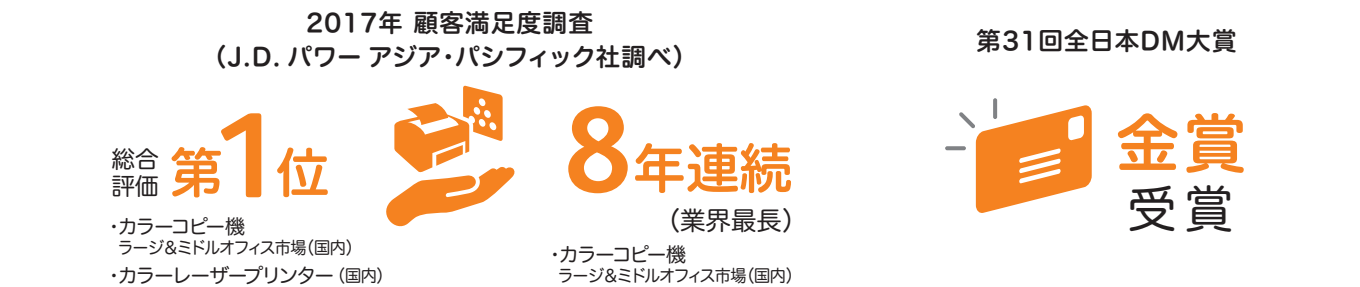 2017年 顧客満足度調査
（J.D. パワー アジア・パシフィック社調べ）
総合
評価
第1位
・カラーコピー機
ラージ&ミドルオフィス市場（国内）
・カラーレーザープリンター（国内）
8年連続
（業界最長）
・カラーコピー機
ラージ&ミドルオフィス市場（国内）
第31回全日本DM大賞
金賞
受賞